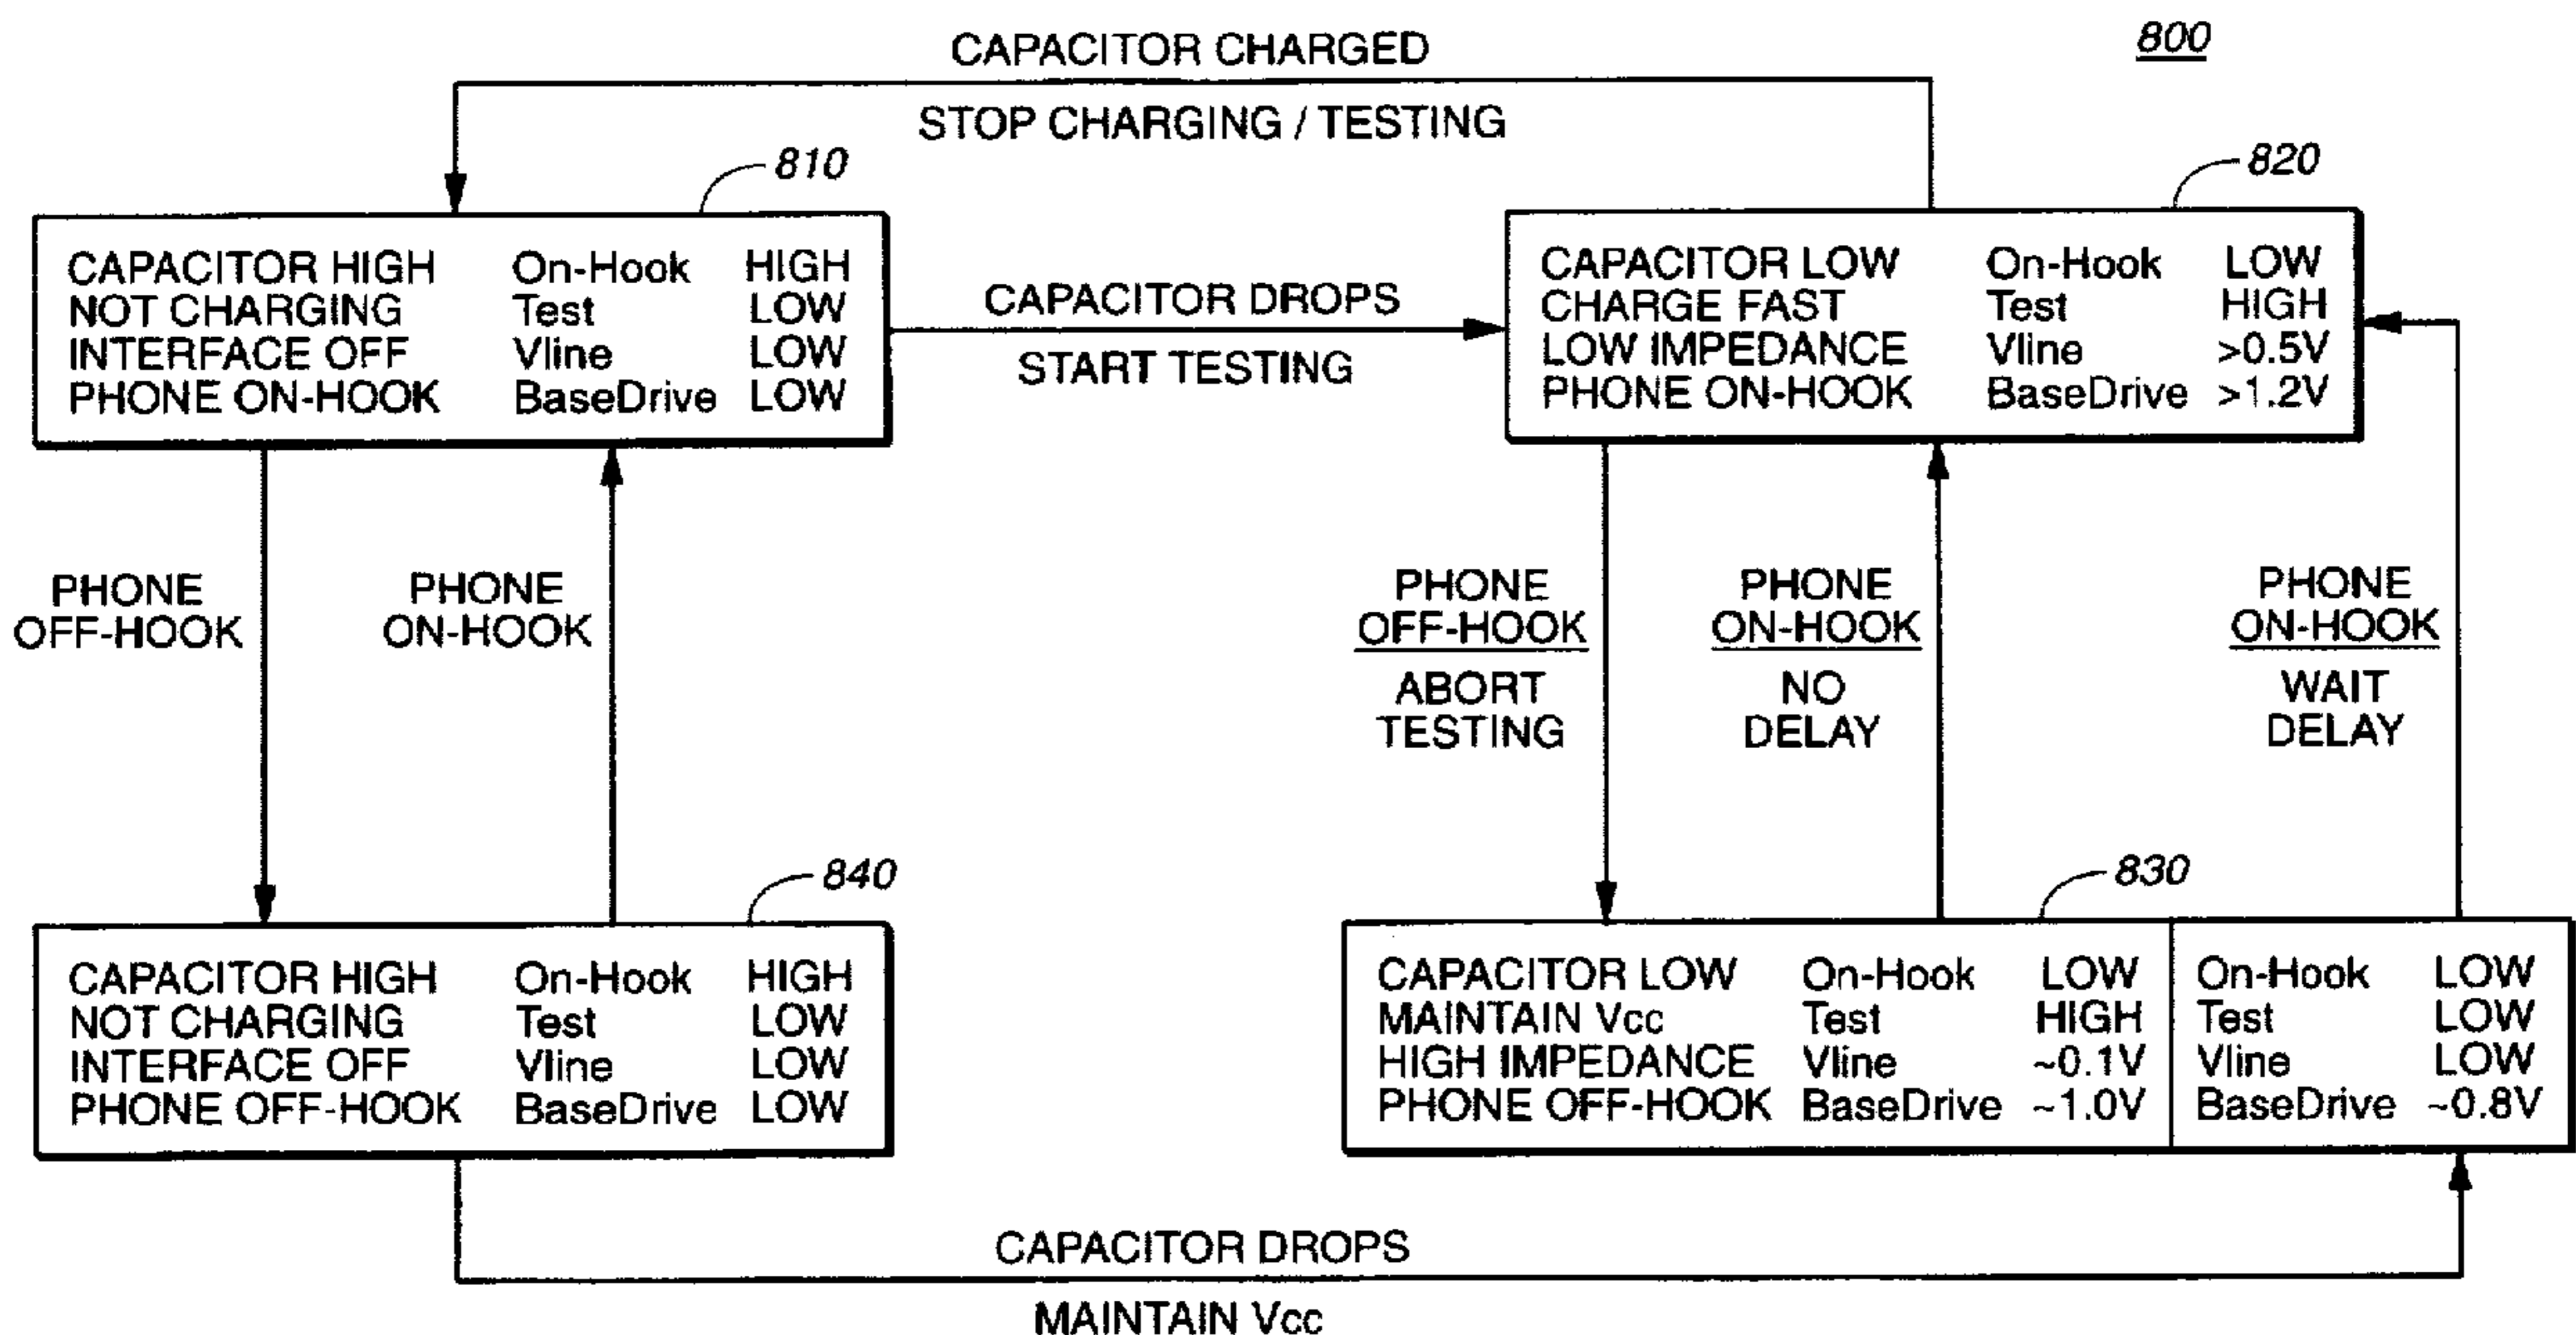 800
CAPACITOR CHARGED
STOP CHARGING / TESTING
810
CAPACITOR HIGH On-Hook HIGH
NOT CHARGING Test LOW
INTERFACE OFF Vline LOW
PHONE ON-HOOK BaseDrive LOW
CAPACITOR DROPS
START TESTING
820
CAPACITOR LOW On-Hook LOW
CHARGE FAST Test HIGH
LOW IMPEDANCE Vline >0.5V
PHONE ON-HOOK BaseDrive >1.2V
PHONE
OFF-HOOK
PHONE
ON-HOOK
PHONE
OFF-HOOK
ABORT
TESTING
PHONE
ON-HOOK
NO
DELAY
PHONE
ON-HOOK
WAIT
DELAY
840
CAPACITOR HIGH On-Hook HIGH
NOT CHARGING Test LOW
INTERFACE OFF Vline LOW
PHONE OFF-HOOK BaseDrive LOW
830
CAPACITOR LOW On-Hook LOW On-Hook LOW
MAINTAIN Vcc Test HIGH Test LOW
HIGH IMPEDANCE Vline ~0.1V Vline LOW
PHONE OFF-HOOK BaseDrive ~1.0V BaseDrive ~0.8V
CAPACITOR DROPS
MAINTAIN Vcc